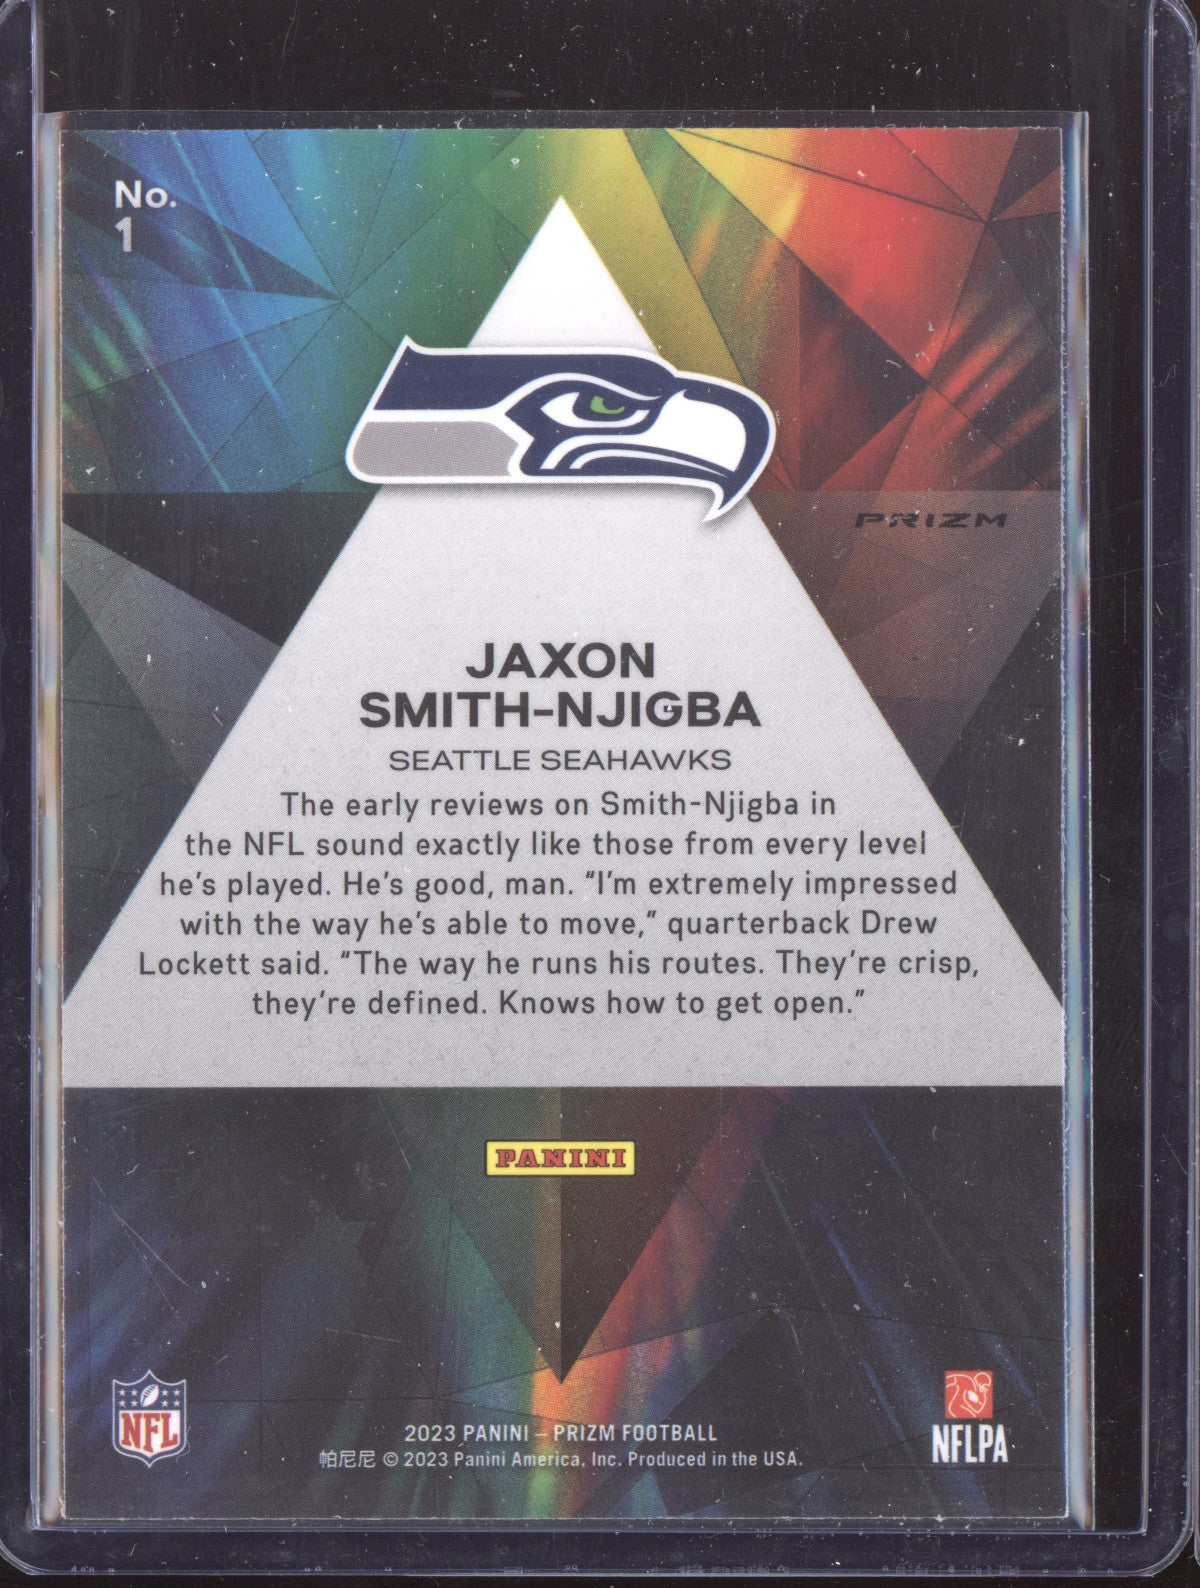 No.
1
PRIZM
JAXON
SMITH-NJIGBA
SEATTLE SEAHAWKS
The early reviews on Smith-Njigba in
the NFL sound exactly like those from every level
he's played. He's good, man. "I'm extremely impressed
with the way he's able to move," quarterback Drew
Lockett said. "The way he runs his routes. They're crisp,
they're defined. Knows how to get open."
PANINI
NFL
NFLPA
2023 PANINI – PRIZM FOOTBALL
帕尼尼 © 2023 Panini America, Inc. Produced in the USA.